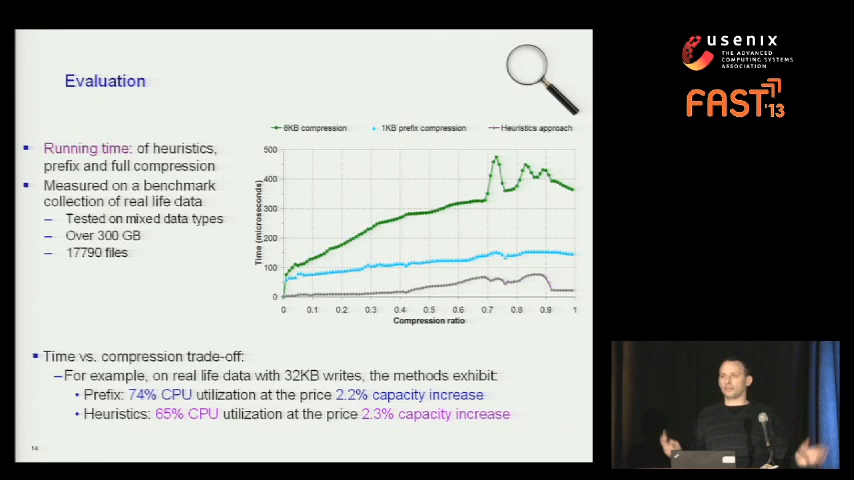 usenix
THE ADVANCED
COMPUTING SYSTEMS
ASSOCIATION
FAST'13
Evaluation
▪ Running time: of heuristics,
prefix and full compression
▪ Measured on a benchmark
collection of real life data
– Tested on mixed data types
– Over 300 GB
– 17790 files
8KB compression
1KB prefix compression
Heuristics approach
Time (microseconds)
500
400
300
200
100
0
0 0.1 0.2 0.3 0.4 0.5 0.6 0.7 0.8 0.9 1
Compression ratio
▪ Time vs. compression trade-off:
–For example, on real life data with 32KB writes, the methods exhibit:
• Prefix: 74% CPU utilization at the price 2.2% capacity increase
• Heuristics: 65% CPU utilization at the price 2.3% capacity increase
14